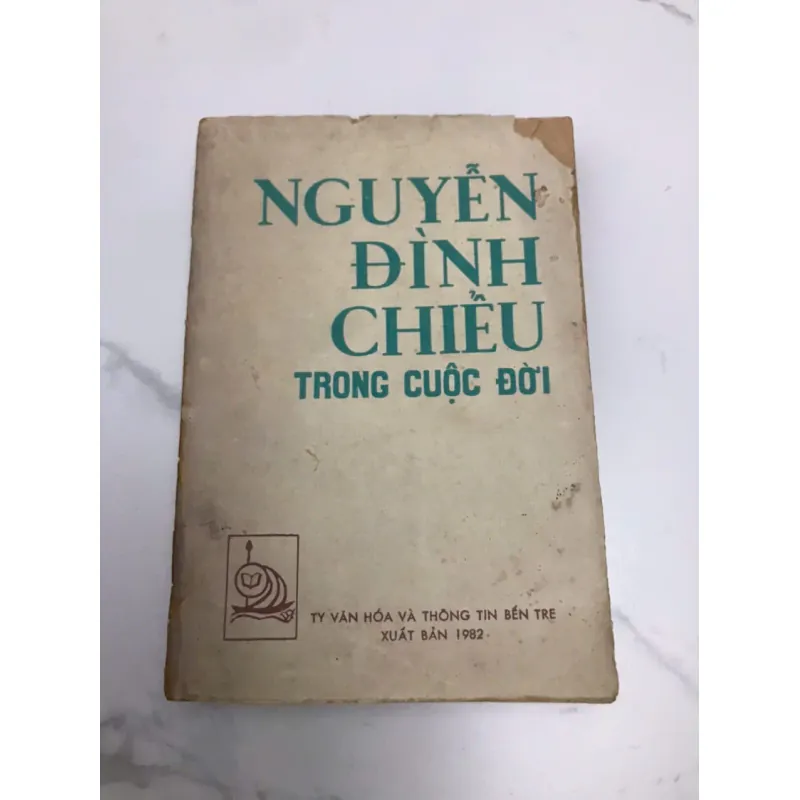 NGUYỄN
ĐÌNH
CHIỂU
TRONG CUỘC ĐỜI
TY VĂN HÓA VÀ THÔNG TIN BẾN TRE
XUẤT BẢN 1982